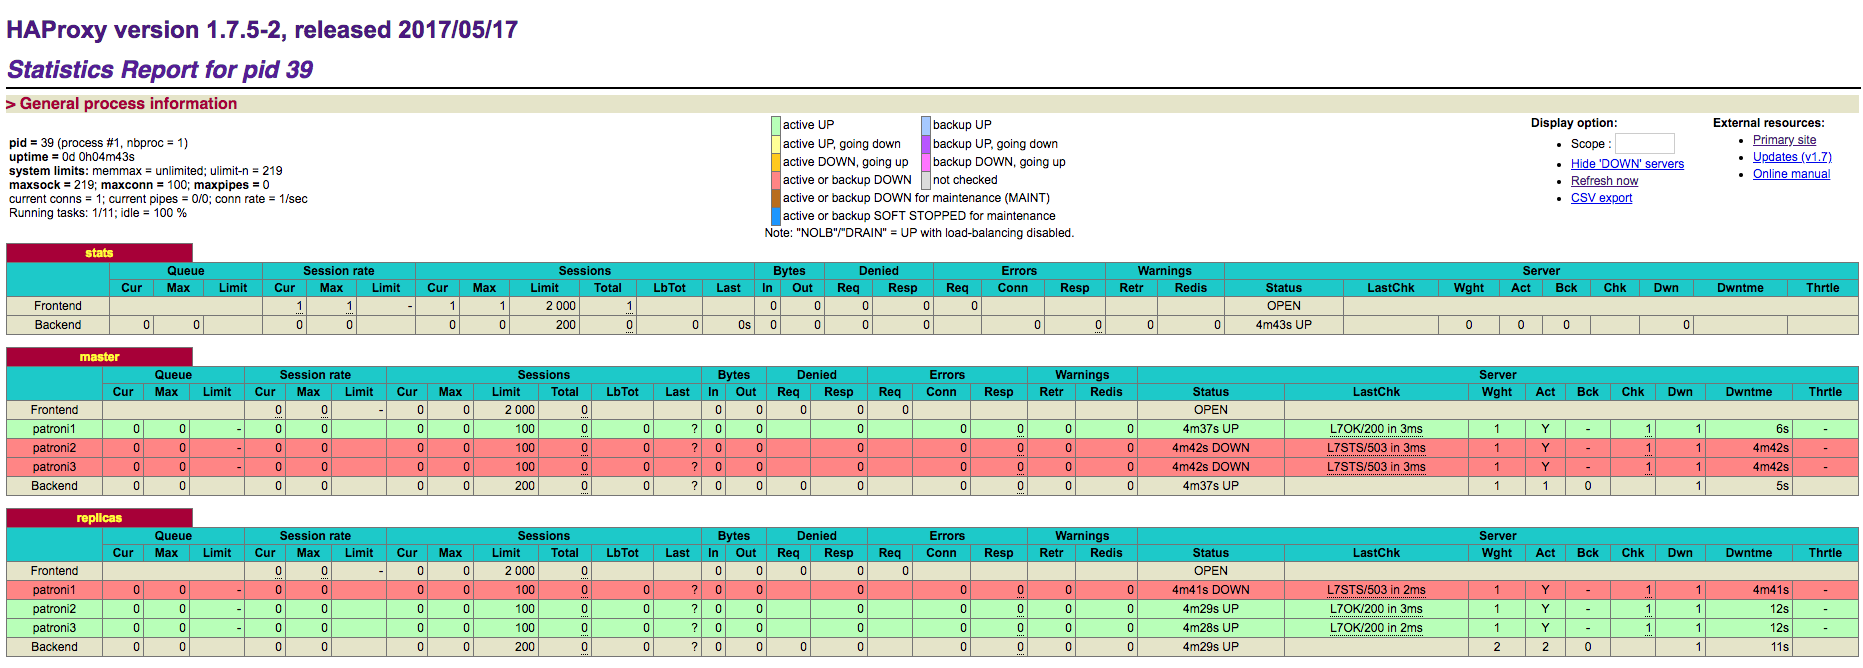 HAProxy version 1.7.5-2, released 2017/05/17
Statistics Report for pid 39
> General process information
pid = 39 (process #1, nbproc = 1)
uptime = 0d 0h04m43s
system limits: memmax = unlimited; ulimit-n = 219
maxsock = 219; maxconn = 100; maxpipes = 0
current conns = 1; current pipes = 0/0; conn rate = 1/sec
Running tasks: 1/11; idle = 100 %
active UP backup UP
active UP, going down backup UP, going down
active DOWN, going up backup DOWN, going up
active or backup DOWN not checked
active or backup DOWN for maintenance (MAINT)
active or backup SOFT STOPPED for maintenance
Note: "NOLB"/"DRAIN" = UP with load-balancing disabled.
Display option:
• Scope :
• Hide 'DOWN' servers
• Refresh now
• CSV export
External resources:
• Primary site
• Updates (v1.7)
• Online manual
stats
Queue Session rate Sessions Bytes Denied Errors Warnings Server
Cur Max Limit Cur Max Limit Cur Max Limit Total LbTot Last In Out Req Resp Req Conn Resp Retr Redis Status LastChk Wght Act Bck Chk Dwn Dwntme Thrtle
Frontend 1 1 - 1 1 2 000 1 0 0 0 0 0 OPEN
Backend 0 0 0 0 0 0 200 0 0 0s 0 0 0 0 0 0 0 0 4m43s UP 0 0 0 0
master
Queue Session rate Sessions Bytes Denied Errors Warnings Server
Cur Max Limit Cur Max Limit Cur Max Limit Total LbTot Last In Out Req Resp Req Conn Resp Retr Redis Status LastChk Wght Act Bck Chk Dwn Dwntme Thrtle
Frontend 0 0 - 0 0 2 000 0 0 0 0 0 0 OPEN
patroni1 0 0 - 0 0 0 0 100 0 0 ? 0 0 0 0 0 0 0 4m37s UP L7OK/200 in 3ms 1 Y - 1 1 6s -
patroni2 0 0 - 0 0 0 0 100 0 0 ? 0 0 0 0 0 0 0 4m42s DOWN L7STS/503 in 3ms 1 Y - 1 1 4m42s -
patroni3 0 0 - 0 0 0 0 100 0 0 ? 0 0 0 0 0 0 0 4m42s DOWN L7STS/503 in 3ms 1 Y - 1 1 4m42s -
Backend 0 0 0 0 0 0 200 0 0 ? 0 0 0 0 0 0 0 0 4m37s UP 1 1 0 1 5s
replicas
Queue Session rate Sessions Bytes Denied Errors Warnings Server
Cur Max Limit Cur Max Limit Cur Max Limit Total LbTot Last In Out Req Resp Req Conn Resp Retr Redis Status LastChk Wght Act Bck Chk Dwn Dwntme Thrtle
Frontend 0 0 - 0 0 2 000 0 0 0 0 0 0 OPEN
patroni1 0 0 - 0 0 0 0 100 0 0 ? 0 0 0 0 0 0 0 4m41s DOWN L7STS/503 in 2ms 1 Y - 1 1 4m41s -
patroni2 0 0 - 0 0 0 0 100 0 0 ? 0 0 0 0 0 0 0 4m29s UP L7OK/200 in 3ms 1 Y - 1 1 12s -
patroni3 0 0 - 0 0 0 0 100 0 0 ? 0 0 0 0 0 0 0 4m28s UP L7OK/200 in 2ms 1 Y - 1 1 12s -
Backend 0 0 0 0 0 0 200 0 0 ? 0 0 0 0 0 0 0 0 4m29s UP 2 2 0 1 11s